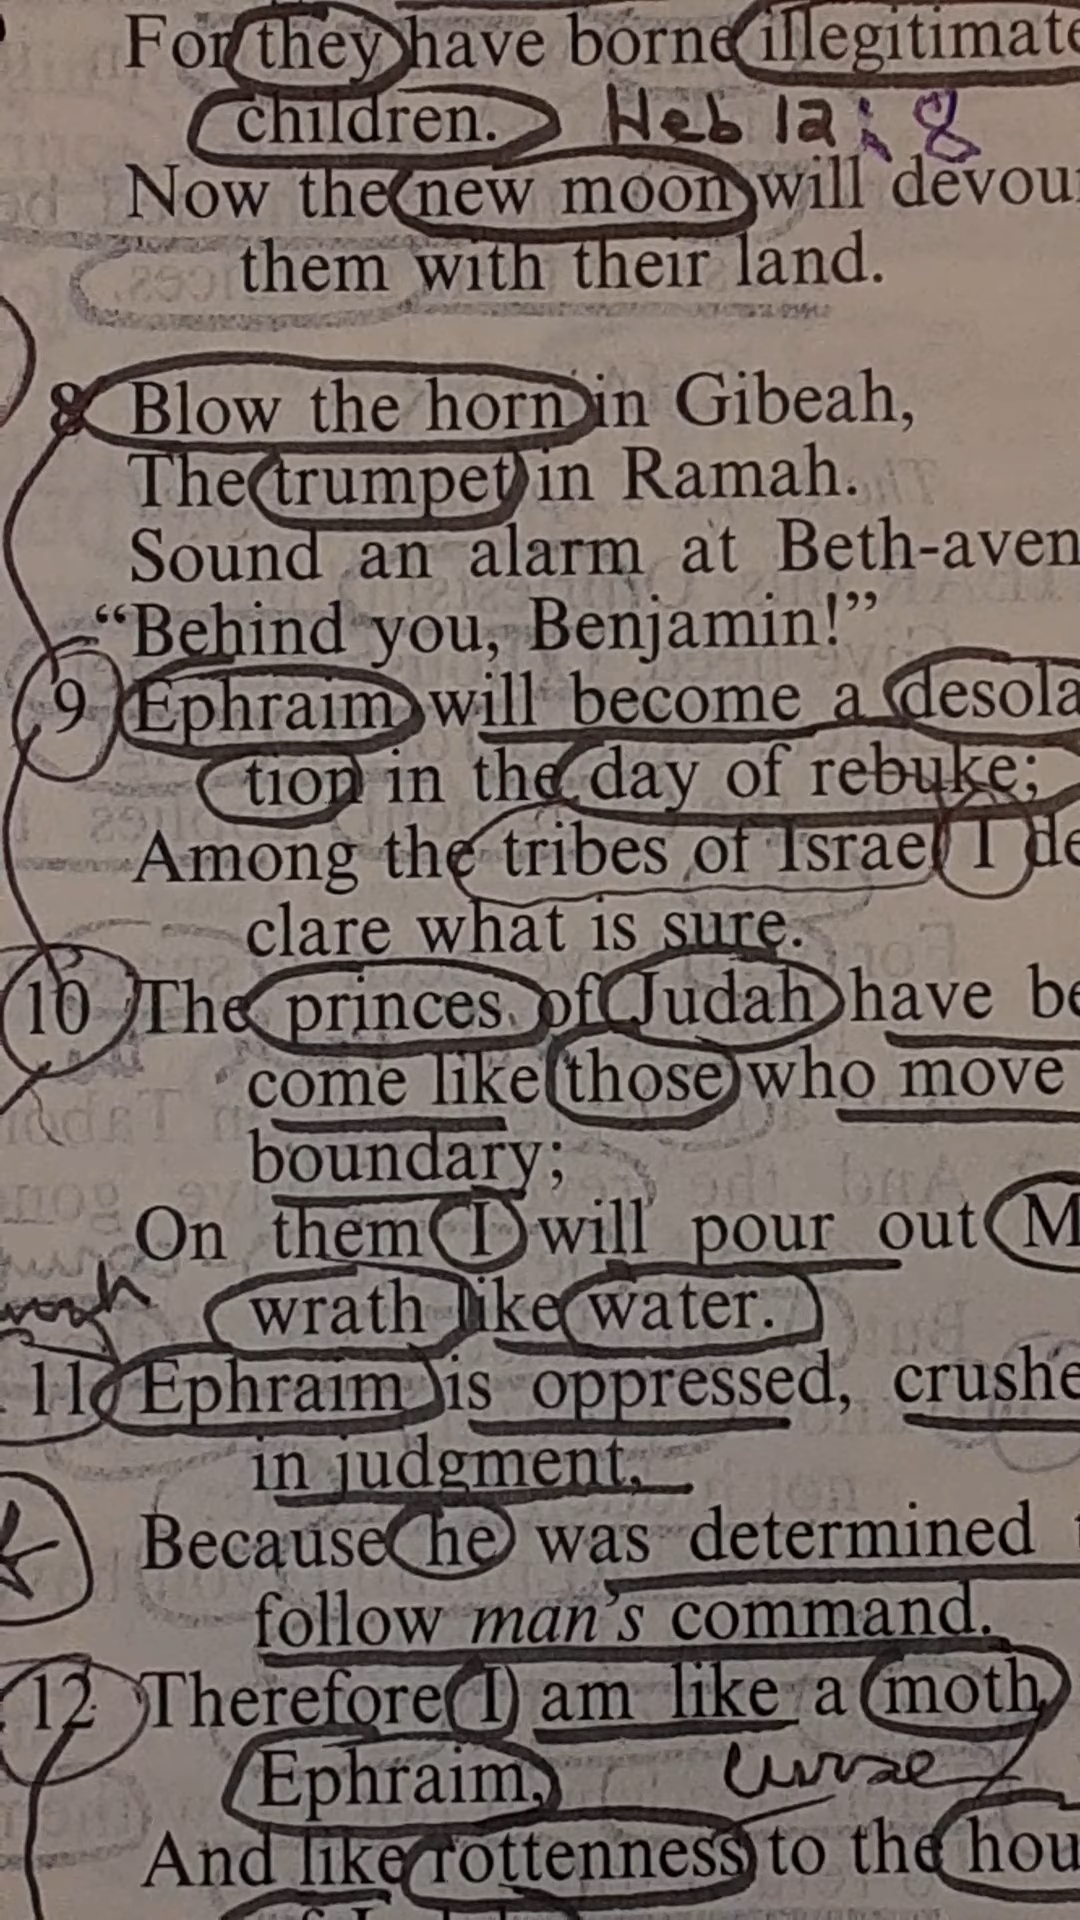 For they have borne illegitimate
children. Heb 12:8
Now the new moon will devour
them with their land.
8 Blow the horn in Gibeah,
The trumpet in Ramah.
Sound an alarm at Beth-aven
“Behind you, Benjamin!”
9 Ephraim will become a desola
tion in the day of rebuke;
Among the tribes of Israel I de
clare what is sure.
10 The princes of Judah have be
come like those who move
boundary;
On them I will pour out M
wrath like water.
11 Ephraim is oppressed, crushe
in judgment,
Because he was determined t
follow man's command.
12 Therefore I am like a moth
Ephraim, curse
And like rottenness to the hou